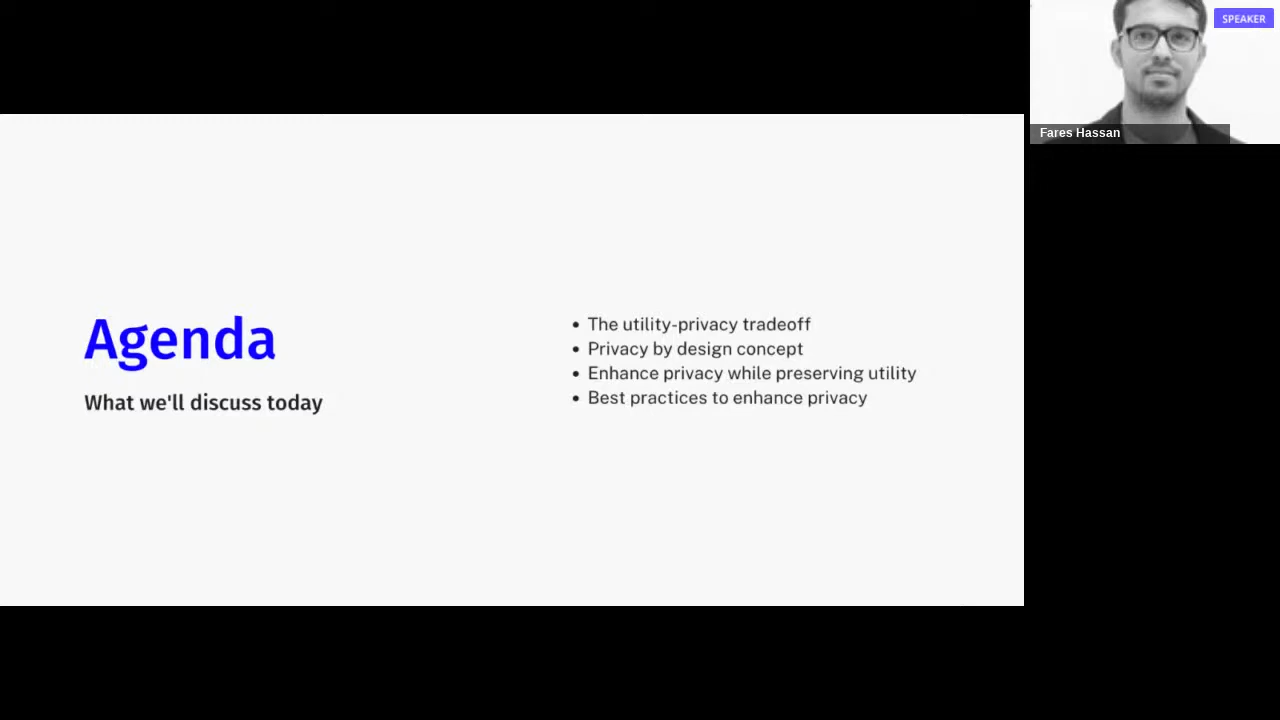 SPEAKER
Fares Hassan
Agenda
What we'll discuss today
• The utility-privacy tradeoff
• Privacy by design concept
• Enhance privacy while preserving utility
• Best practices to enhance privacy